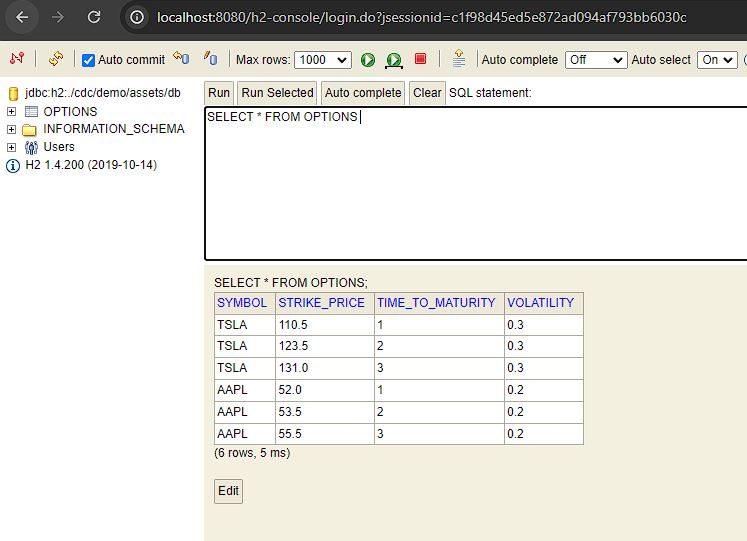 localhost:8080/h2-console/login.do?jsessionid=c1f98d45ed5e872ad094af793bb6030c
Auto commit Max rows: 1000 Auto complete Off Auto select On
jdbc:h2:./cdc/demo/assets/db
OPTIONS
INFORMATION_SCHEMA
Users
H2 1.4.200 (2019-10-14)
Run Run Selected Auto complete Clear SQL statement:
SELECT * FROM OPTIONS
SELECT * FROM OPTIONS;
SYMBOL STRIKE_PRICE TIME_TO_MATURITY VOLATILITY
TSLA 110.5 1 0.3
TSLA 123.5 2 0.3
TSLA 131.0 3 0.3
AAPL 52.0 1 0.2
AAPL 53.5 2 0.2
AAPL 55.5 3 0.2
(6 rows, 5 ms)
Edit